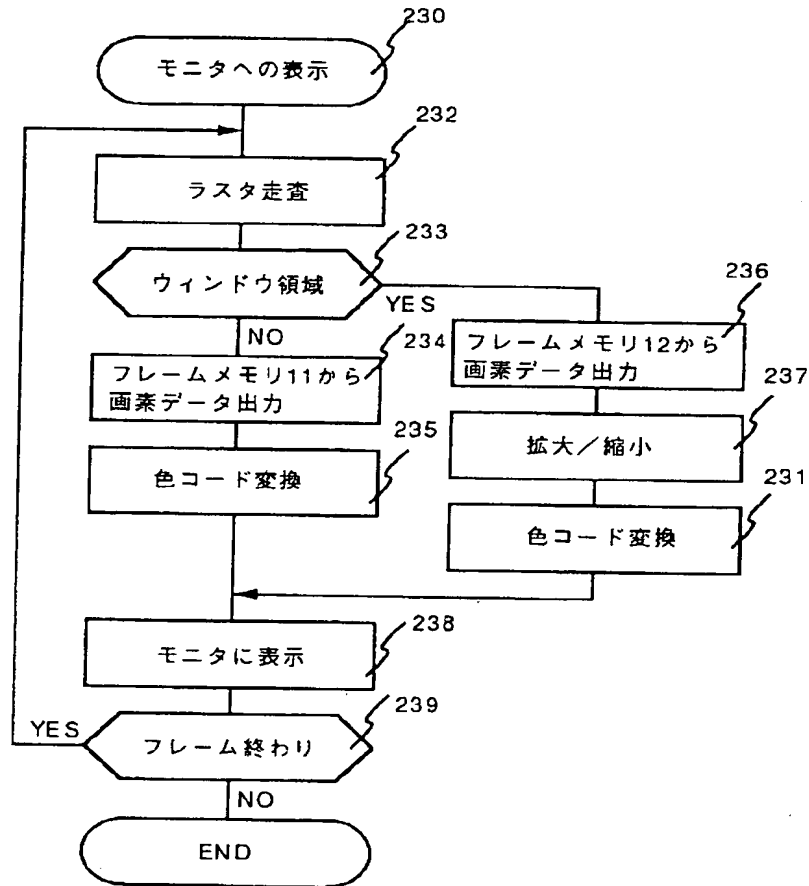 230
モニタへの表示
232
ラスタ走査
233
ウィンドウ領域
YES
NO
236
フレームメモリ12から
画素データ出力
234
フレームメモリ11から
画素データ出力
237
拡大／縮小
235
色コード変換
231
色コード変換
238
モニタに表示
239
YES
フレーム終わり
NO
END